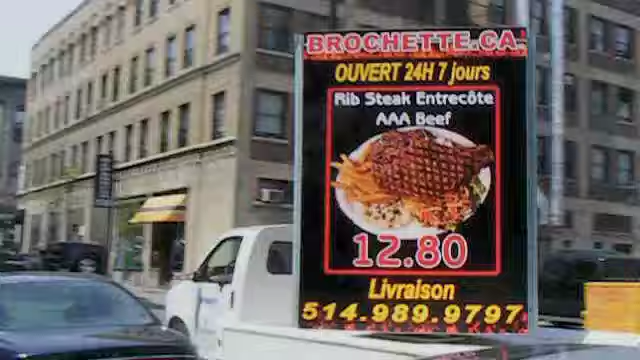 BROCHETTE.CA.
OUVERT 24H 7 jours
Rib Steak Entrecôte
AAA Beef
12.80
Livraison
514.989.9797